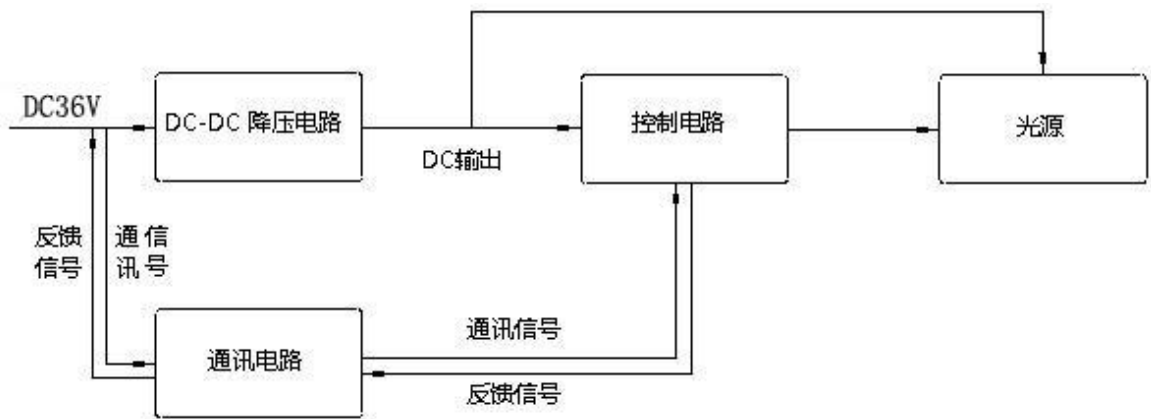 DC36V
DC-DC 降压电路
控制电路
光源
DC输出
反馈
信号
通 信
讯 号
通讯电路
通讯信号
反馈信号